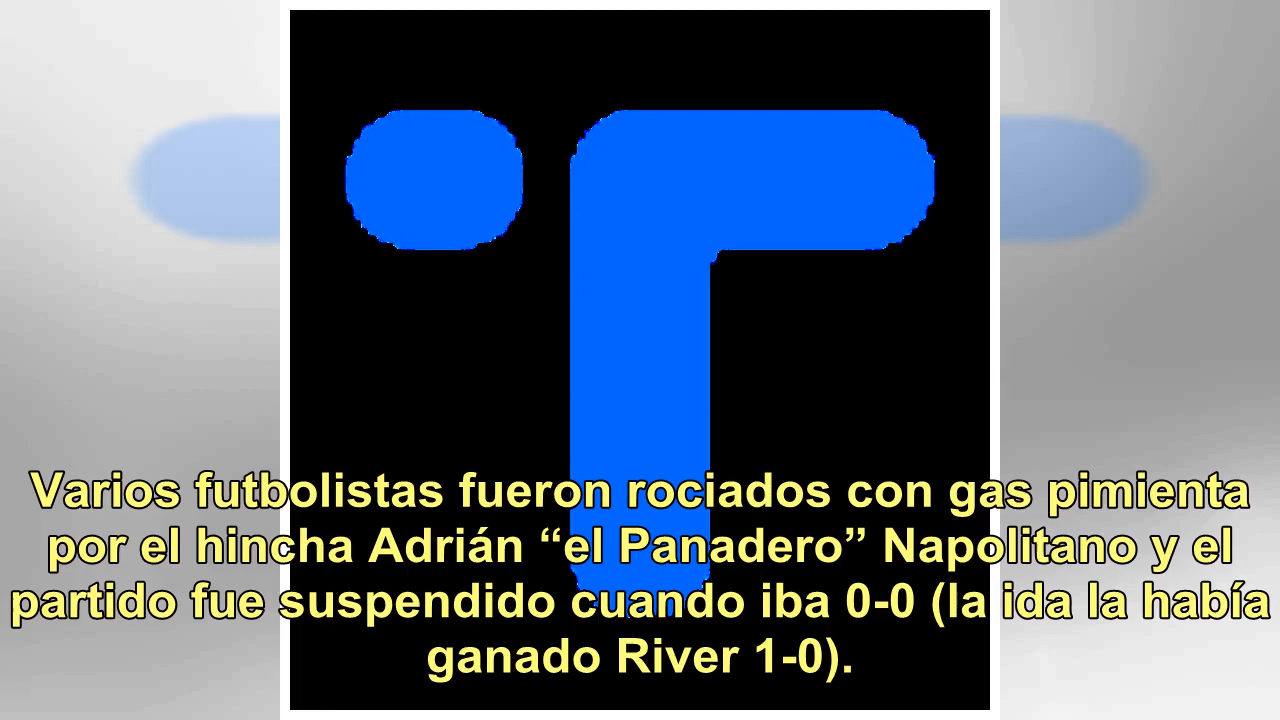 Varios futbolistas fueron rociados con gas pimienta
por el hincha Adrián “el Panadero” Napolitano y el
partido fue suspendido cuando iba 0-0 (la ida la había
ganado River 1-0).